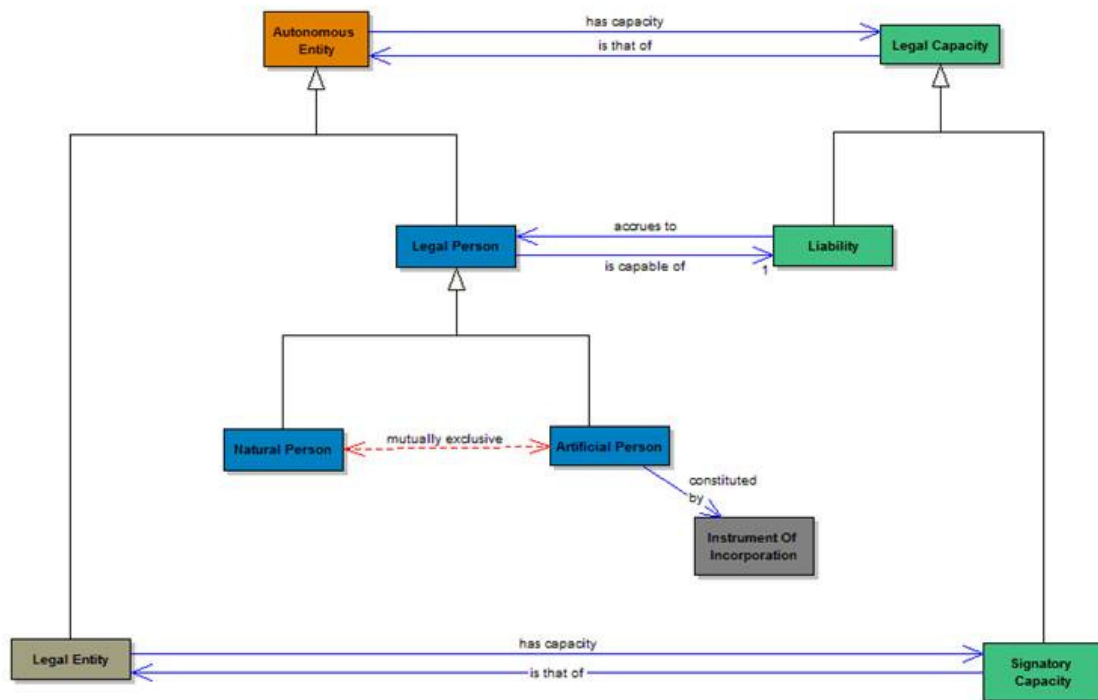 Autonomous
Entity
has capacity
is that of
Legal Capacity
Legal Person
accrues to
is capable of
1
Liability
Natural Person
mutually exclusive
Artificial Person
constituted
by
Instrument Of
Incorporation
Legal Entity
has capacity
is that of
Signatory
Capacity